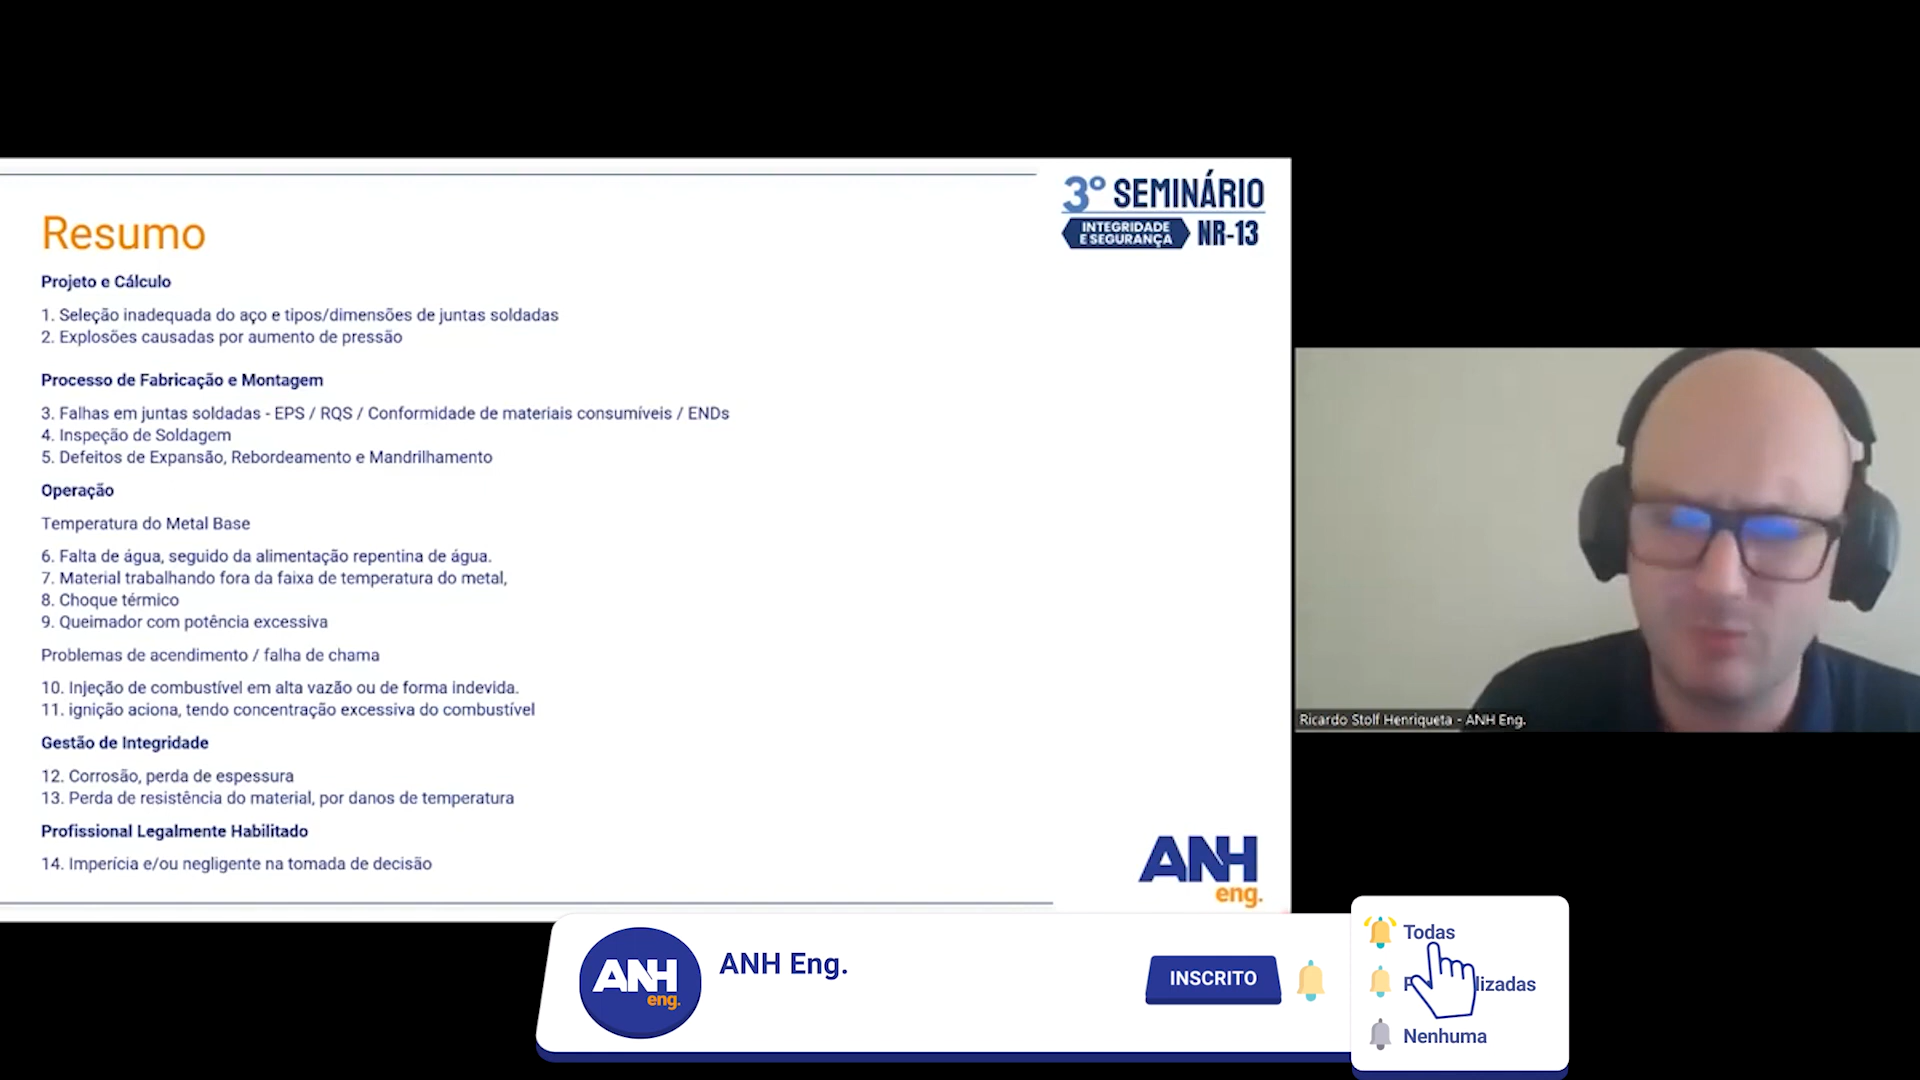 3º SEMINÁRIO
INTEGRIDADE
E SEGURANÇA
NR-13
Resumo
Projeto e Cálculo
1. Seleção inadequada do aço e tipos/dimensões de juntas soldadas
2. Explosões causadas por aumento de pressão
Processo de Fabricação e Montagem
3. Falhas em juntas soldadas - EPS / RQS / Conformidade de materiais consumíveis / ENDs
4. Inspeção de Soldagem
5. Defeitos de Expansão, Rebordeamento e Mandrilhamento
Operação
Temperatura do Metal Base
6. Falta de água, seguido da alimentação repentina de água.
7. Material trabalhando fora da faixa de temperatura do metal,
8. Choque térmico
9. Queimador com potência excessiva
Problemas de acendimento / falha de chama
10. Injeção de combustível em alta vazão ou de forma indevida.
11. ignição aciona, tendo concentração excessiva do combustível
Gestão de Integridade
12. Corrosão, perda de espessura
13. Perda de resistência do material, por danos de temperatura
Profissional Legalmente Habilitado
14. Imperícia e/ou negligente na tomada de decisão
ANH
eng.
Ricardo Stolf Henriqueta - ANH Eng.
ANH
eng.
ANH Eng.
INSCRITO
Todas
Nenhuma